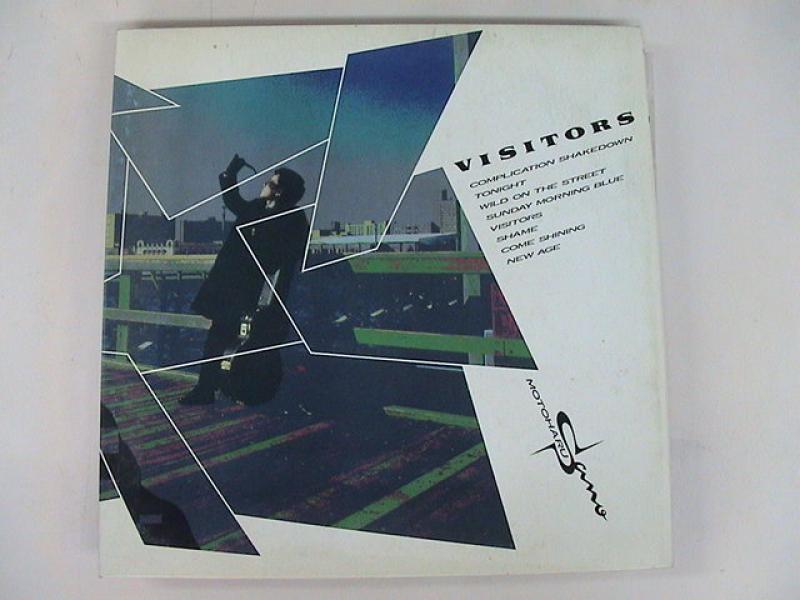 VISITORS
COMPLICATION SHAKEDOWN
TONIGHT
WILD ON THE STREET
SUNDAY MORNING BLUE
VISITORS
SHAME
COME SHINING
NEW AGE
MOTOHARU
Sano